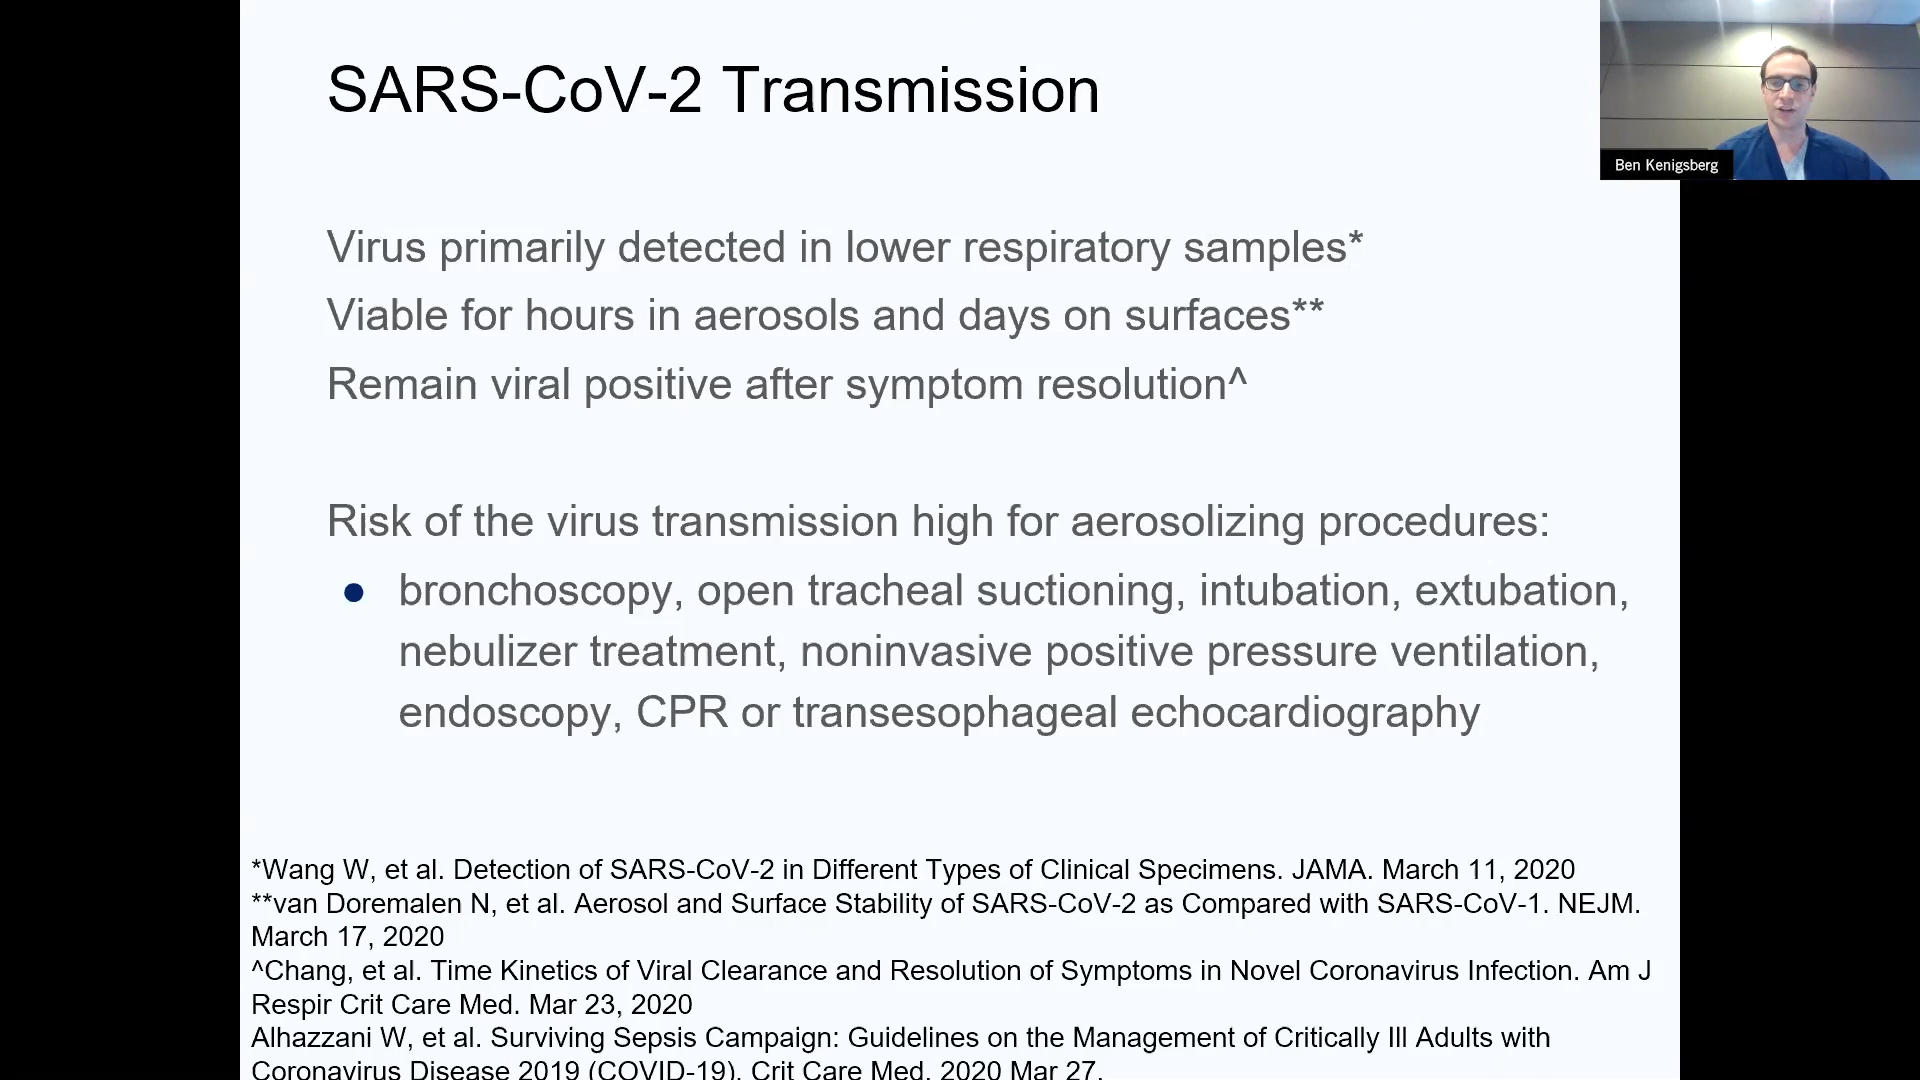 SARS-CoV-2 Transmission
Ben Kenigsberg
Virus primarily detected in lower respiratory samples*
Viable for hours in aerosols and days on surfaces**
Remain viral positive after symptom resolution^
Risk of the virus transmission high for aerosolizing procedures:
● bronchoscopy, open tracheal suctioning, intubation, extubation,
nebulizer treatment, noninvasive positive pressure ventilation,
endoscopy, CPR or transesophageal echocardiography
*Wang W, et al. Detection of SARS-CoV-2 in Different Types of Clinical Specimens. JAMA. March 11, 2020
**van Doremalen N, et al. Aerosol and Surface Stability of SARS-CoV-2 as Compared with SARS-CoV-1. NEJM.
March 17, 2020
^Chang, et al. Time Kinetics of Viral Clearance and Resolution of Symptoms in Novel Coronavirus Infection. Am J
Respir Crit Care Med. Mar 23, 2020
Alhazzani W, et al. Surviving Sepsis Campaign: Guidelines on the Management of Critically Ill Adults with
Coronavirus Disease 2019 (COVID-19). Crit Care Med. 2020 Mar 27.